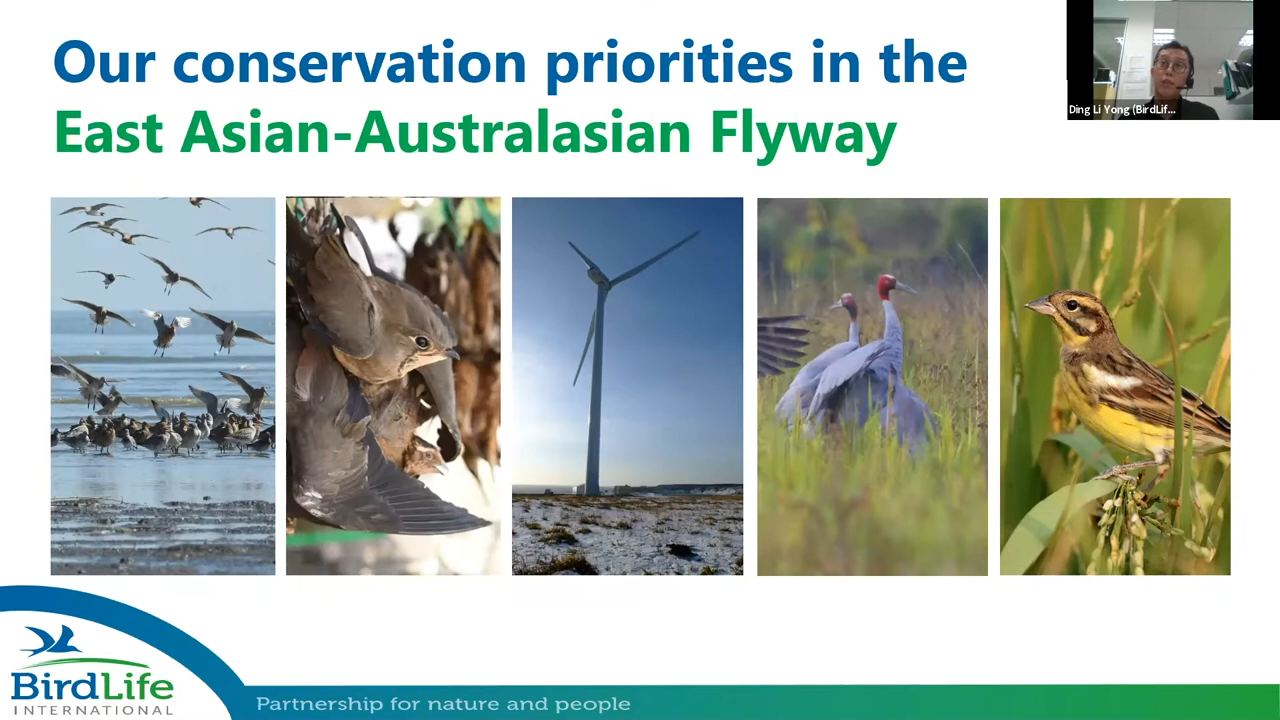 Our conservation priorities in the
East Asian-Australasian Flyway
Ding Li Yong (BirdLif...
BirdLife
INTERNATIONAL
Partnership for nature and people